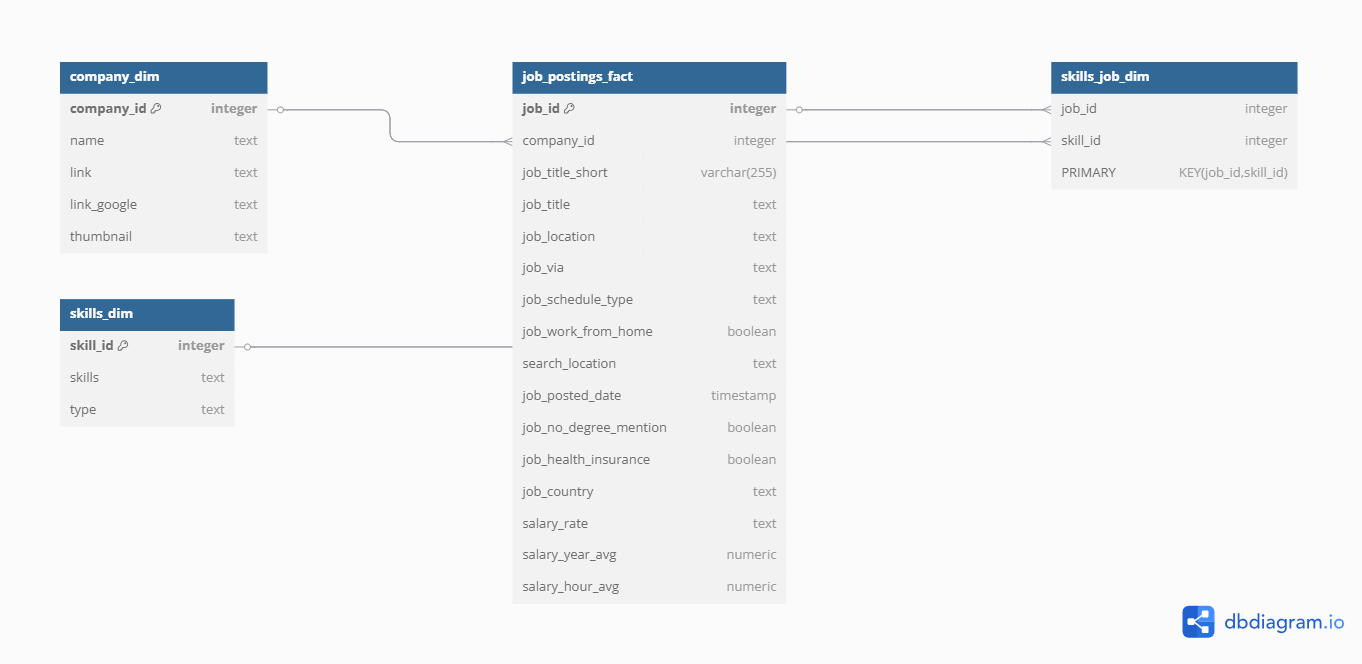 company_dim
company_id integer
name text
link text
link_google text
thumbnail text
skills_dim
skill_id integer
skills text
type text
job_postings_fact
job_id integer
company_id integer
job_title_short varchar(255)
job_title text
job_location text
job_via text
job_schedule_type text
job_work_from_home boolean
search_location text
job_posted_date timestamp
job_no_degree_mention boolean
job_health_insurance boolean
job_country text
salary_rate text
salary_year_avg numeric
salary_hour_avg numeric
skills_job_dim
job_id integer
skill_id integer
PRIMARY KEY(job_id,skill_id)
dbdiagram.io